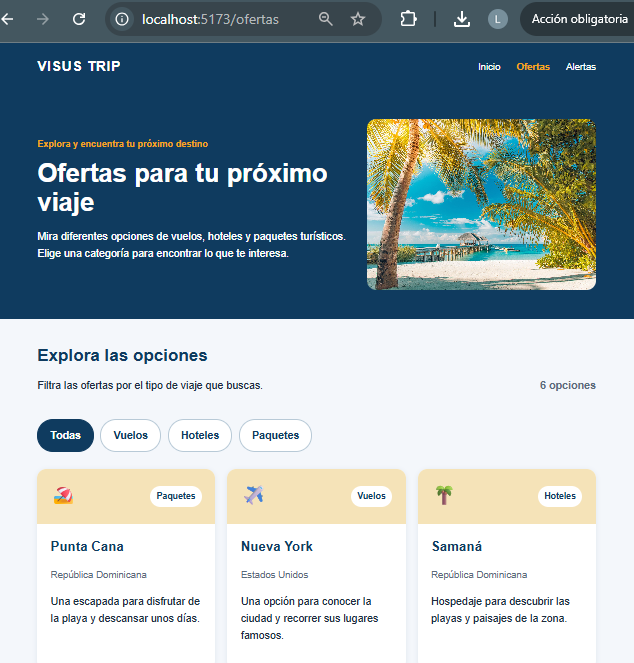 localhost:5173/ofertas
L
Acción obligatoria
VISUS TRIP
Inicio
Ofertas
Alertas
Explora y encuentra tu próximo destino
Ofertas para tu próximo
viaje
Mira diferentes opciones de vuelos, hoteles y paquetes turísticos.
Elige una categoría para encontrar lo que te interesa.
Explora las opciones
Filtra las ofertas por el tipo de viaje que buscas.
6 opciones
Todas
Vuelos
Hoteles
Paquetes
Paquetes
Punta Cana
República Dominicana
Una escapada para disfrutar de
la playa y descansar unos días.
Vuelos
Nueva York
Estados Unidos
Una opción para conocer la
ciudad y recorrer sus lugares
famosos.
Hoteles
Samaná
República Dominicana
Hospedaje para descubrir las
playas y paisajes de la zona.